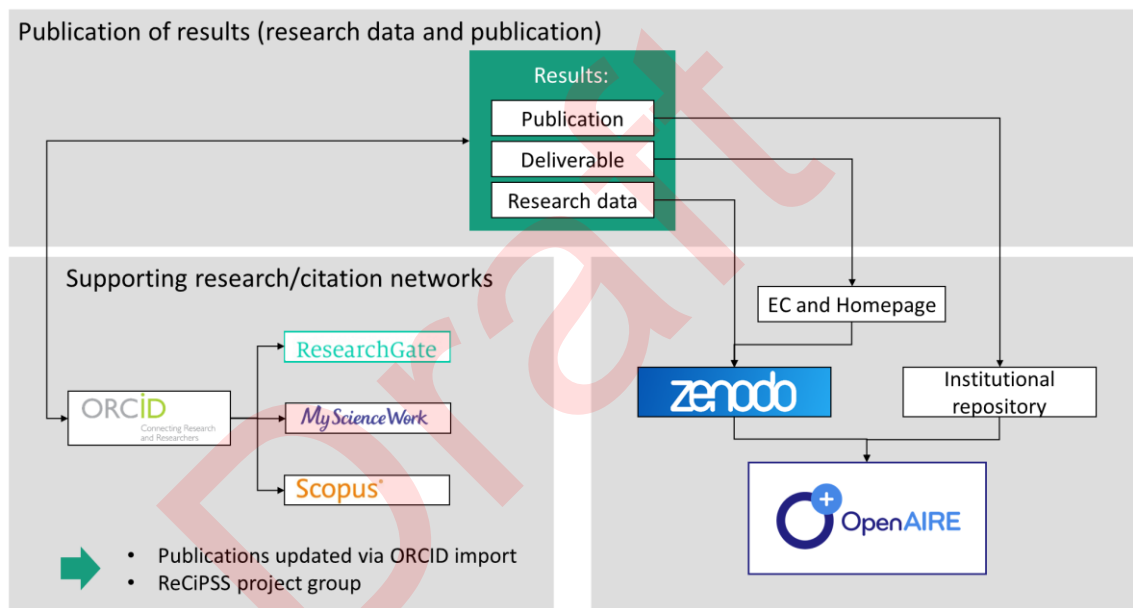 Publication of results (research data and publication)
Results:
Publication
Deliverable
Research data
Supporting research/citation networks
ResearchGate
ORCiD
Connecting Research
and Researchers
MyScienceWork
Scopus
• Publications updated via ORCID import
• ReCiPSS project group
EC and Homepage
zenodo
Institutional
repository
OpenAIRE
Draft